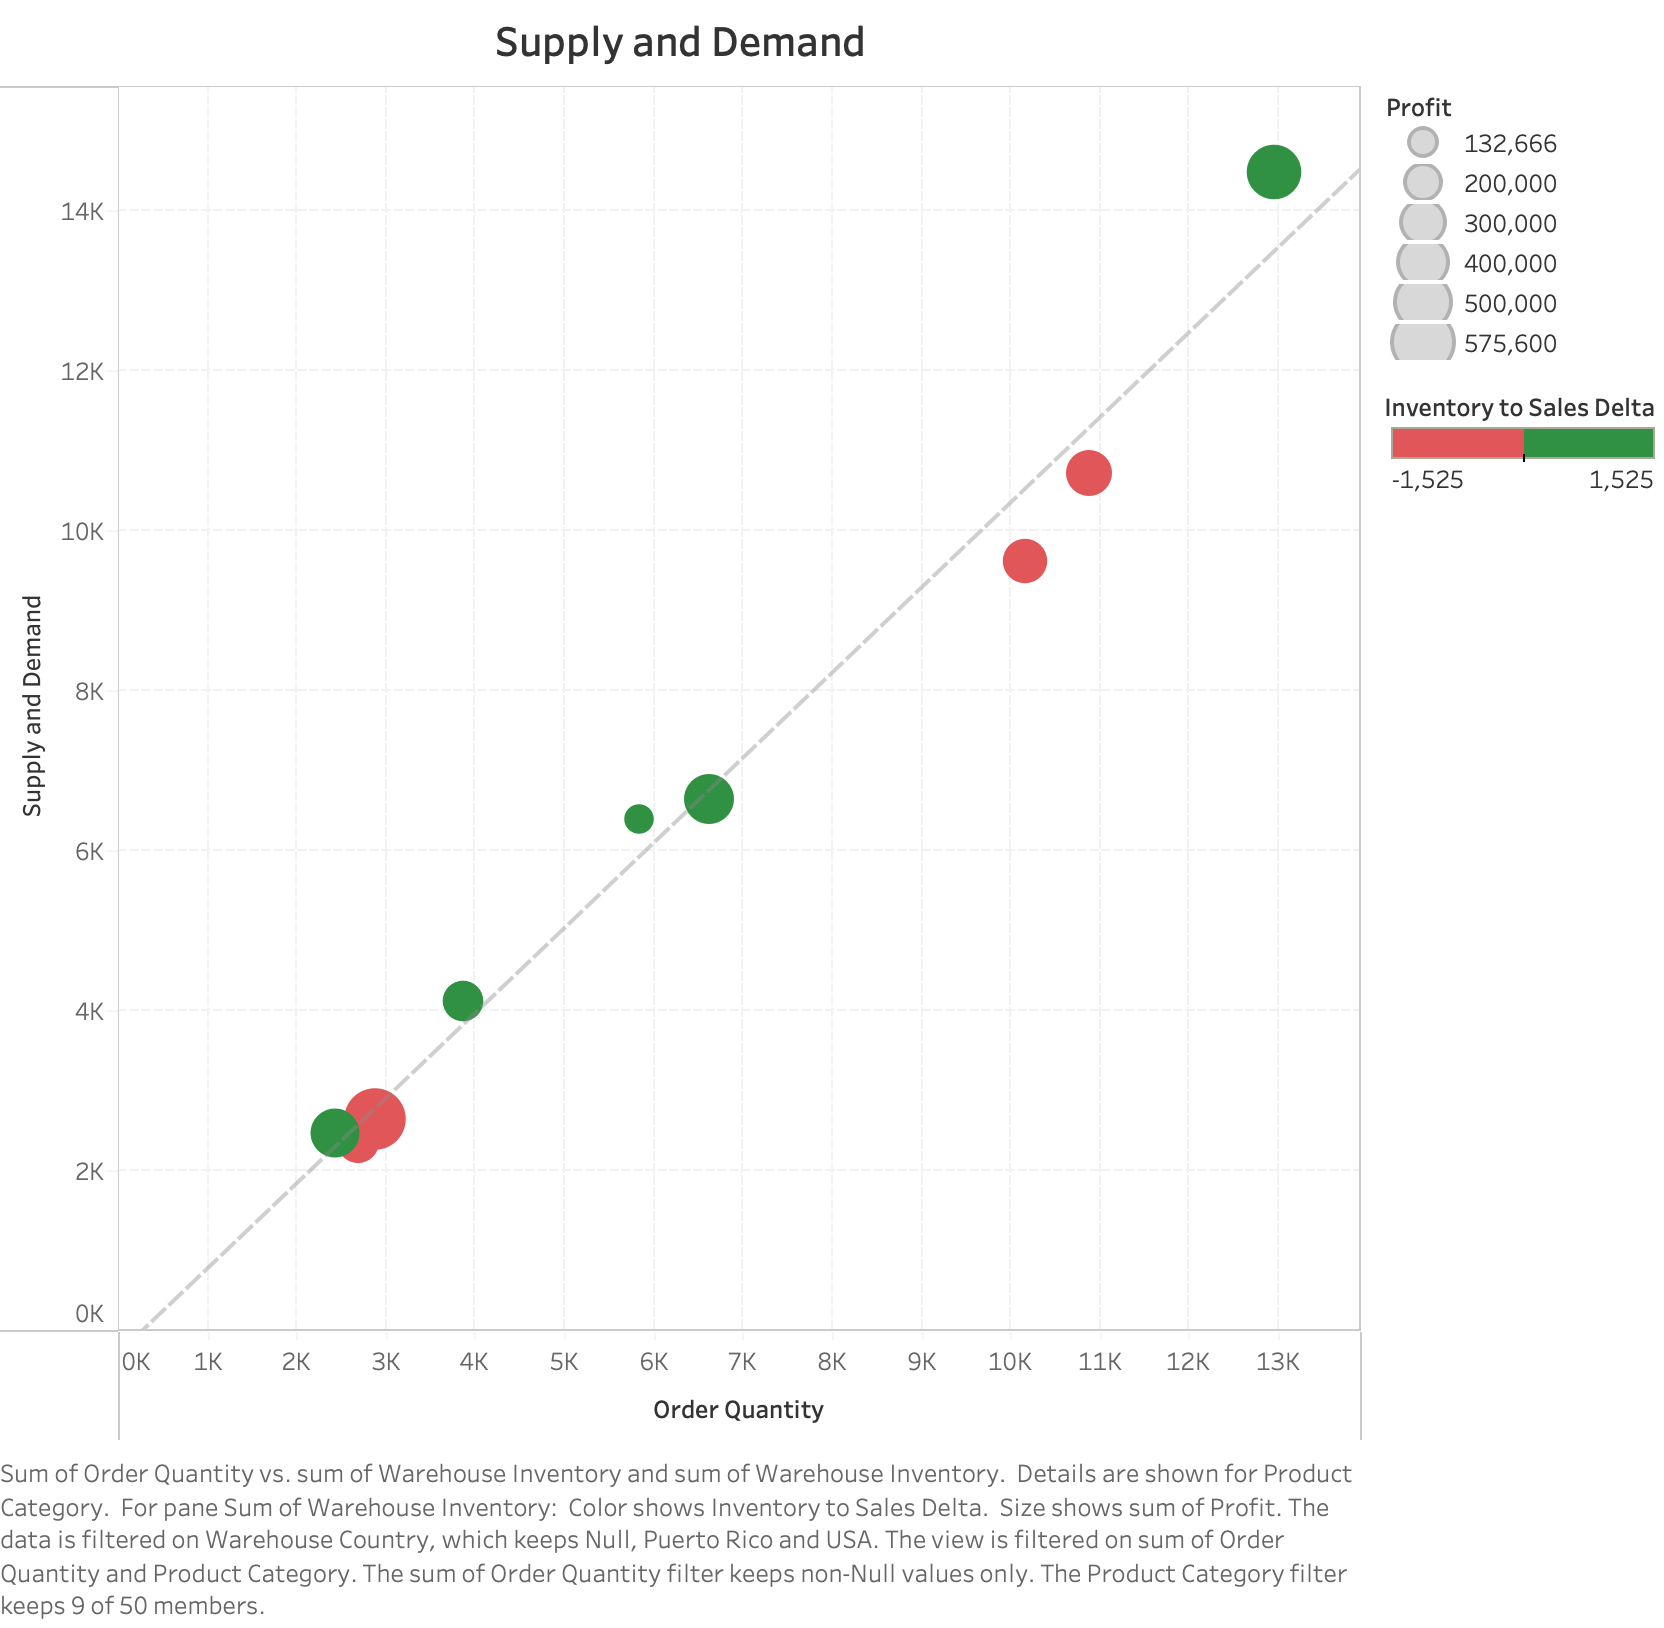 Supply and Demand
Profit
132,666
200,000
300,000
400,000
500,000
575,600
Inventory to Sales Delta
-1,525 1,525
14K
12K
10K
8K
6K
4K
2K
0K
Supply and Demand
0K 1K 2K 3K 4K 5K 6K 7K 8K 9K 10K 11K 12K 13K
Order Quantity
Sum of Order Quantity vs. sum of Warehouse Inventory and sum of Warehouse Inventory. Details are shown for Product
Category. For pane Sum of Warehouse Inventory: Color shows Inventory to Sales Delta. Size shows sum of Profit. The
data is filtered on Warehouse Country, which keeps Null, Puerto Rico and USA. The view is filtered on sum of Order
Quantity and Product Category. The sum of Order Quantity filter keeps non-Null values only. The Product Category filter
keeps 9 of 50 members.